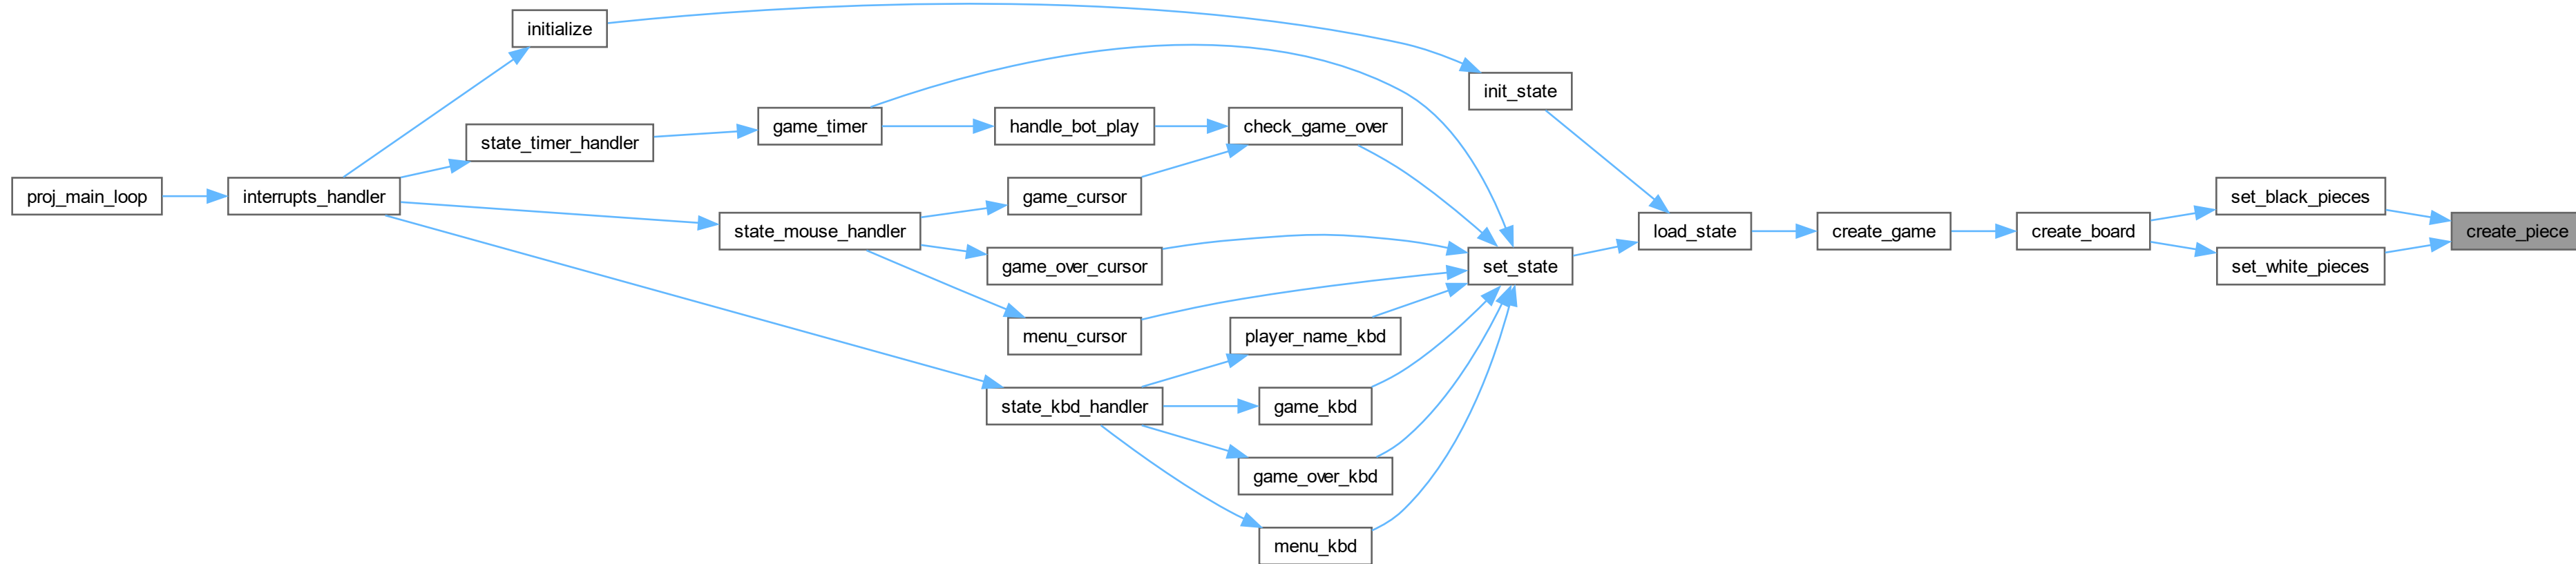 initialize
init_state
game_timer
handle_bot_play
check_game_over
state_timer_handler
proj_main_loop
interrupts_handler
game_cursor
set_black_pieces
state_mouse_handler
load_state
create_game
create_board
create_piece
game_over_cursor
set_state
set_white_pieces
menu_cursor
player_name_kbd
state_kbd_handler
game_kbd
game_over_kbd
menu_kbd